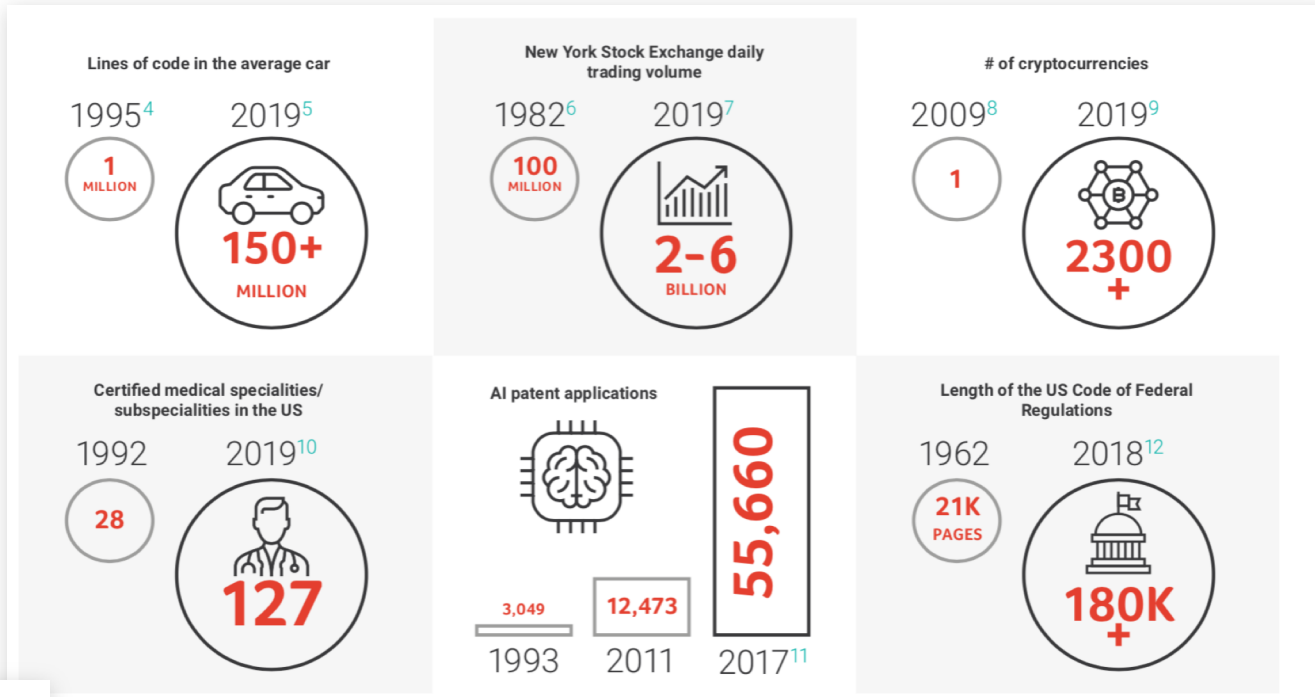 Lines of code in the average car
1995⁴ 2019⁵
1
MILLION
150+
MILLION
New York Stock Exchange daily
trading volume
1982⁶ 2019⁷
100
MILLION
2-6
BILLION
# of cryptocurrencies
2009⁸ 2019⁹
1
B
2300
+
Certified medical specialities/
subspecialities in the US
1992 2019¹⁰
28
127
AI patent applications
3,049
12,473
55,660
1993 2011 2017¹¹
Length of the US Code of Federal
Regulations
1962 2018¹²
21K
PAGES
180K
+